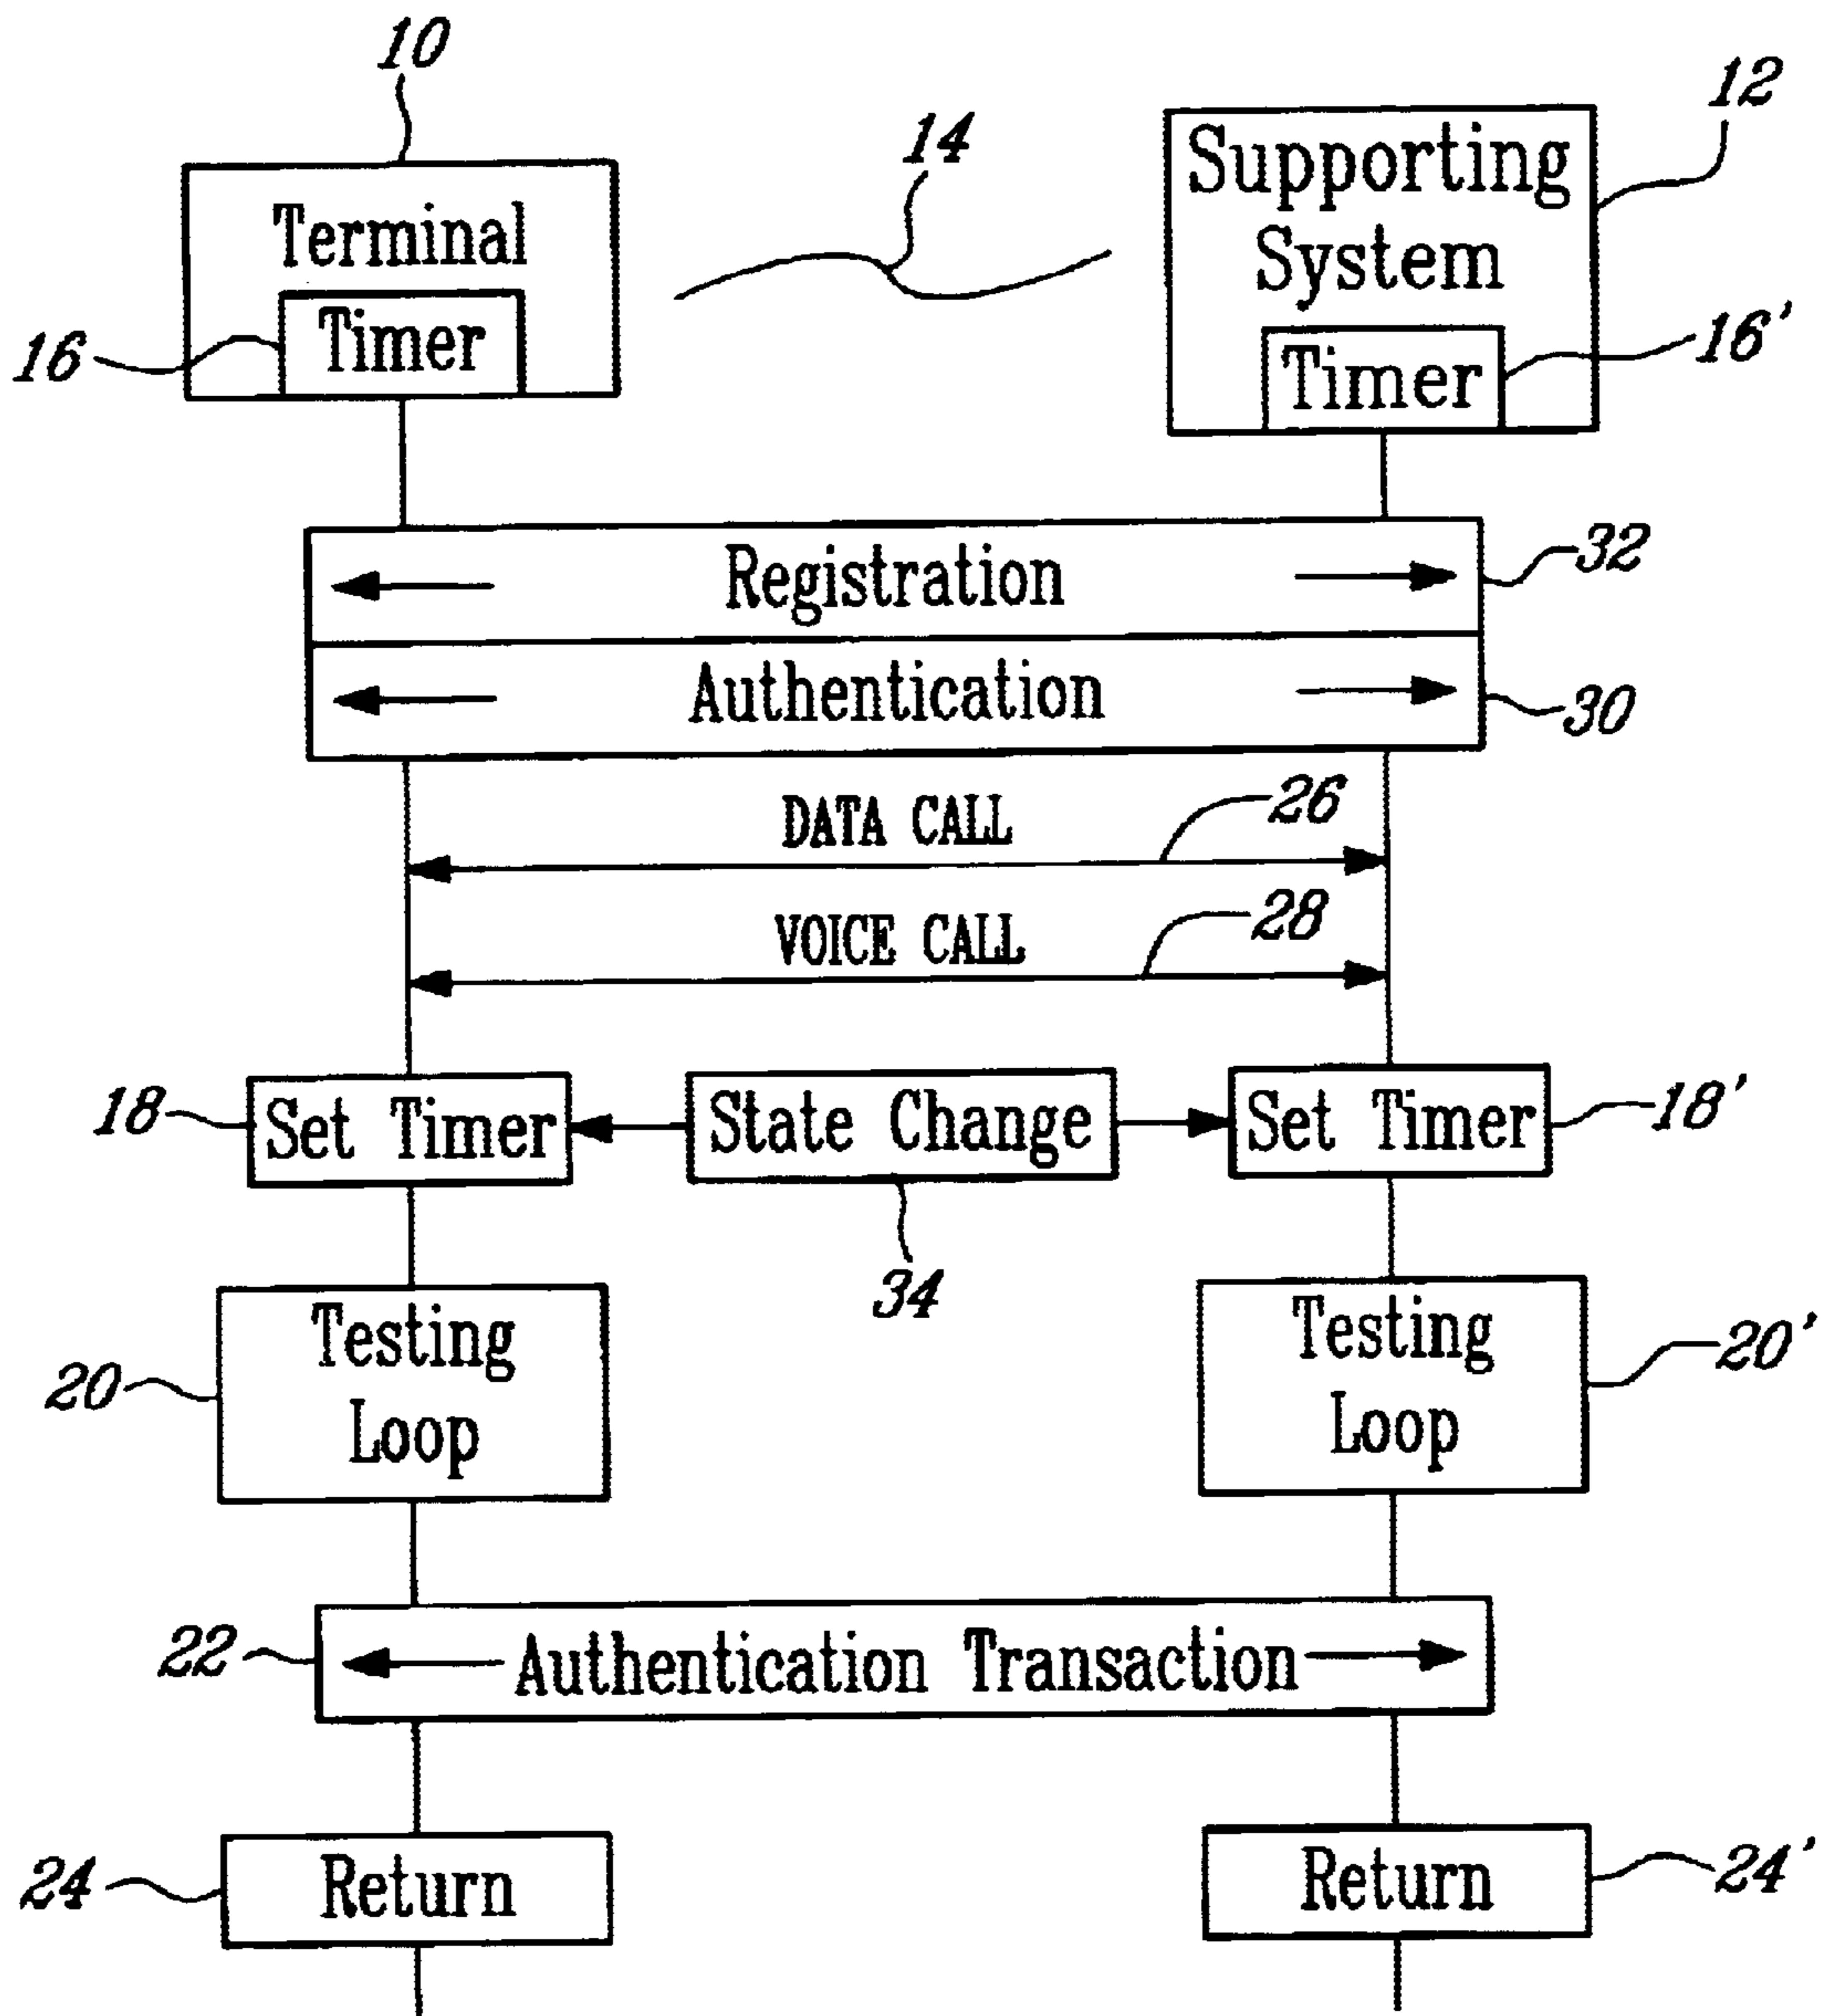 10
12
14
Supporting
System
Terminal
16
Timer
16'
Timer
Registration
32
Authentication
30
DATA CALL
26
VOICE CALL
28
18
Set Timer
State Change
Set Timer
18'
34
20
Testing
Loop
Testing
Loop
20'
22
Authentication Transaction
24
Return
Return
24'